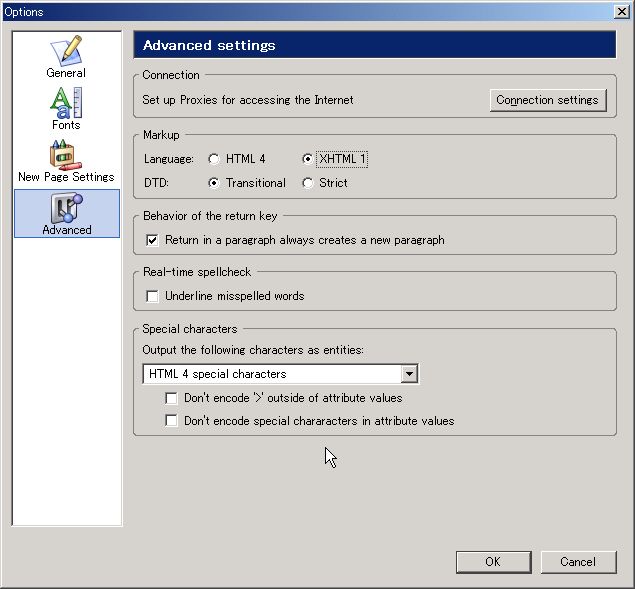 Options
General
Fonts
New Page Settings
Advanced
Advanced settings
Connection
Set up Proxies for accessing the Internet
Connection settings
Markup
Language: HTML 4 XHTML 1
DTD: Transitional Strict
Behavior of the return key
Return in a paragraph always creates a new paragraph
Real-time spellcheck
Underline misspelled words
Special characters
Output the following characters as entities:
HTML 4 special characters
Don't encode '>' outside of attribute values
Don't encode special chararacters in attribute values
OK Cancel